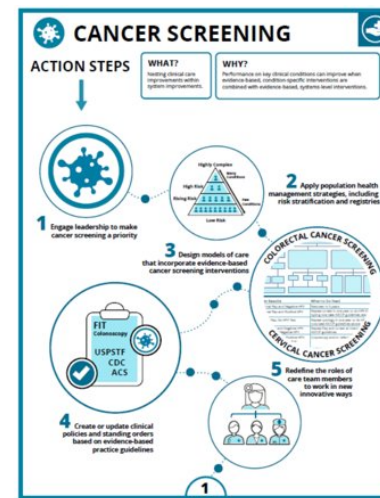 CANCER SCREENING
ACTION STEPS
WHAT?
Nesting clinical care
improvements within
system improvements.
WHY?
Performance on key clinical conditions can improve when
evidence-based, condition-specific interventions are
combined with evidence-based, systems-level interventions.
1 Engage leadership to make
cancer screening a priority
Highly Complex
High Risk
Rising Risk
Low Risk
Many
Conditions
Few
Conditions
2 Apply population health
management strategies, including
risk stratification and registries
3 Design models of care
that incorporate evidence-based
cancer screening interventions
COLORECTAL CANCER SCREENING
CERVICAL CANCER SCREENING
FIT
Colonoscopy
USPSTF
CDC
ACS
4 Create or update clinical
policies and standing orders
based on evidence-based
practice guidelines
5 Redefine the roles of
care team members
to work in new
innovative ways
1